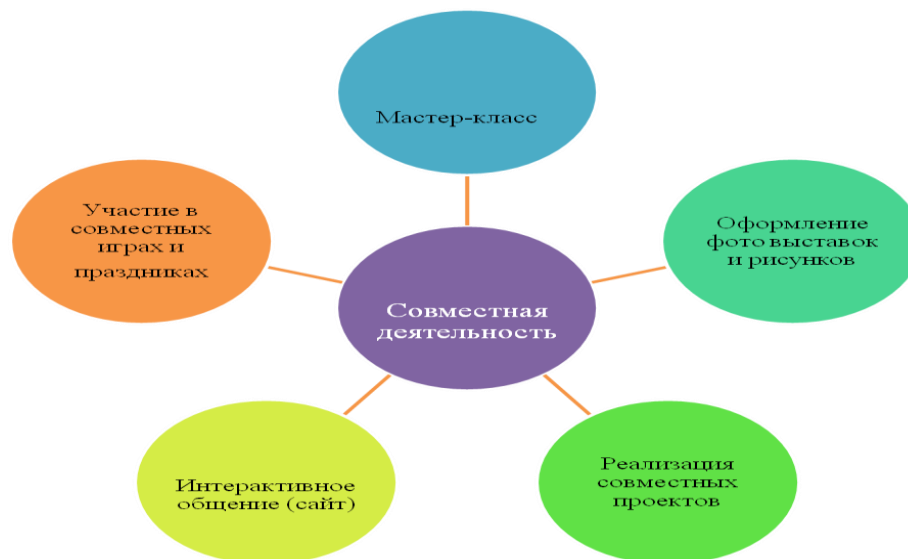 Мастер-класс
Участие в
совместных
играх и
праздниках
Оформление
фото выставок
и рисунков
Совместная
деятельность
Интерактивное
общение (сайт)
Реализация
совместных
проектов